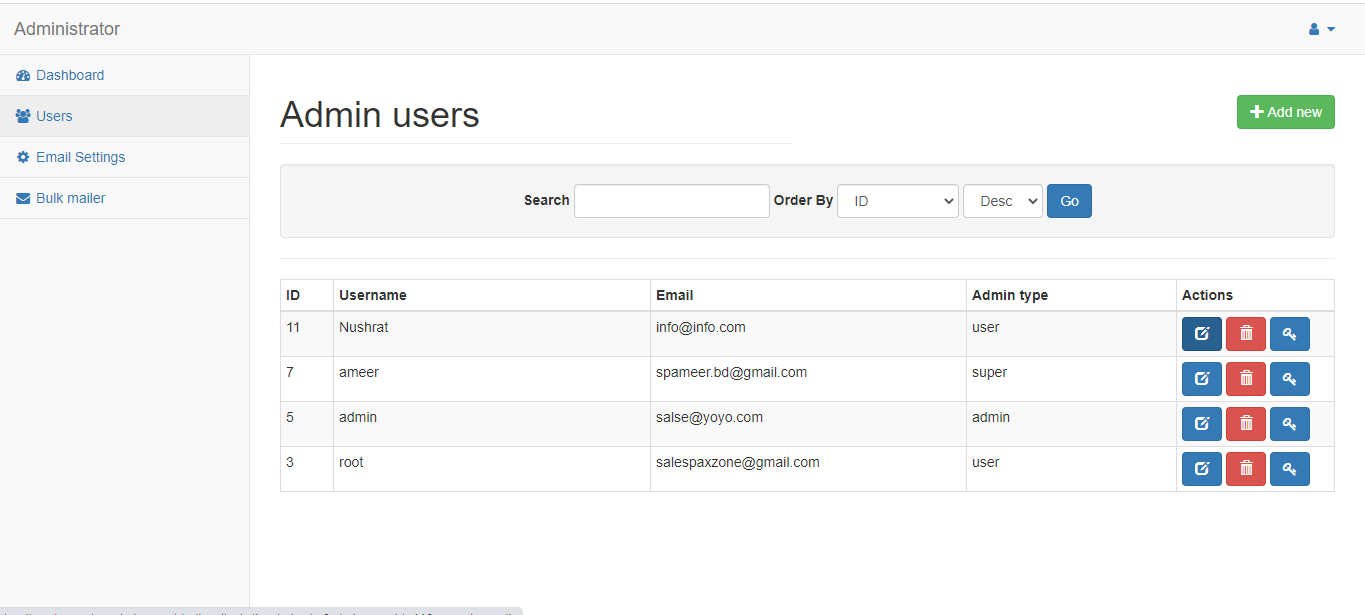 Administrator
Dashboard
Users
Email Settings
Bulk mailer
Admin users
Add new
Search Order By ID Desc Go
ID Username Email Admin type Actions
11 Nushrat info@info.com user
7 ameer spameer.bd@gmail.com super
5 admin salse@yoyo.com admin
3 root salespaxzone@gmail.com user